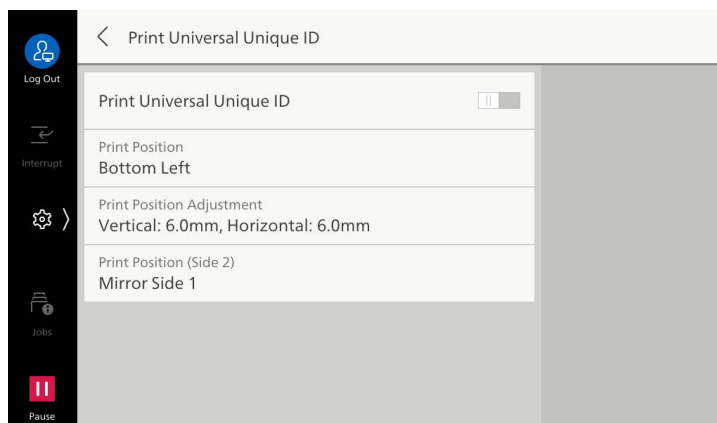 Print Universal Unique ID
Log Out
Interrupt
Jobs
Pause
Print Universal Unique ID
Print Position
Bottom Left
Print Position Adjustment
Vertical: 6.0mm, Horizontal: 6.0mm
Print Position (Side 2)
Mirror Side 1